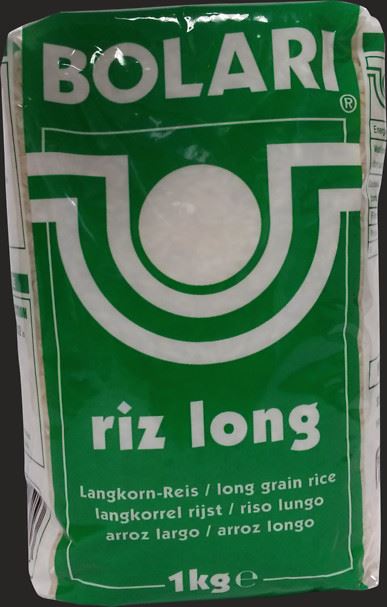 BOLARI
®
riz long
Langkorn-Reis / long grain rice
langkorrel rijst / riso lungo
arroz largo / arroz longo
1kg ℮